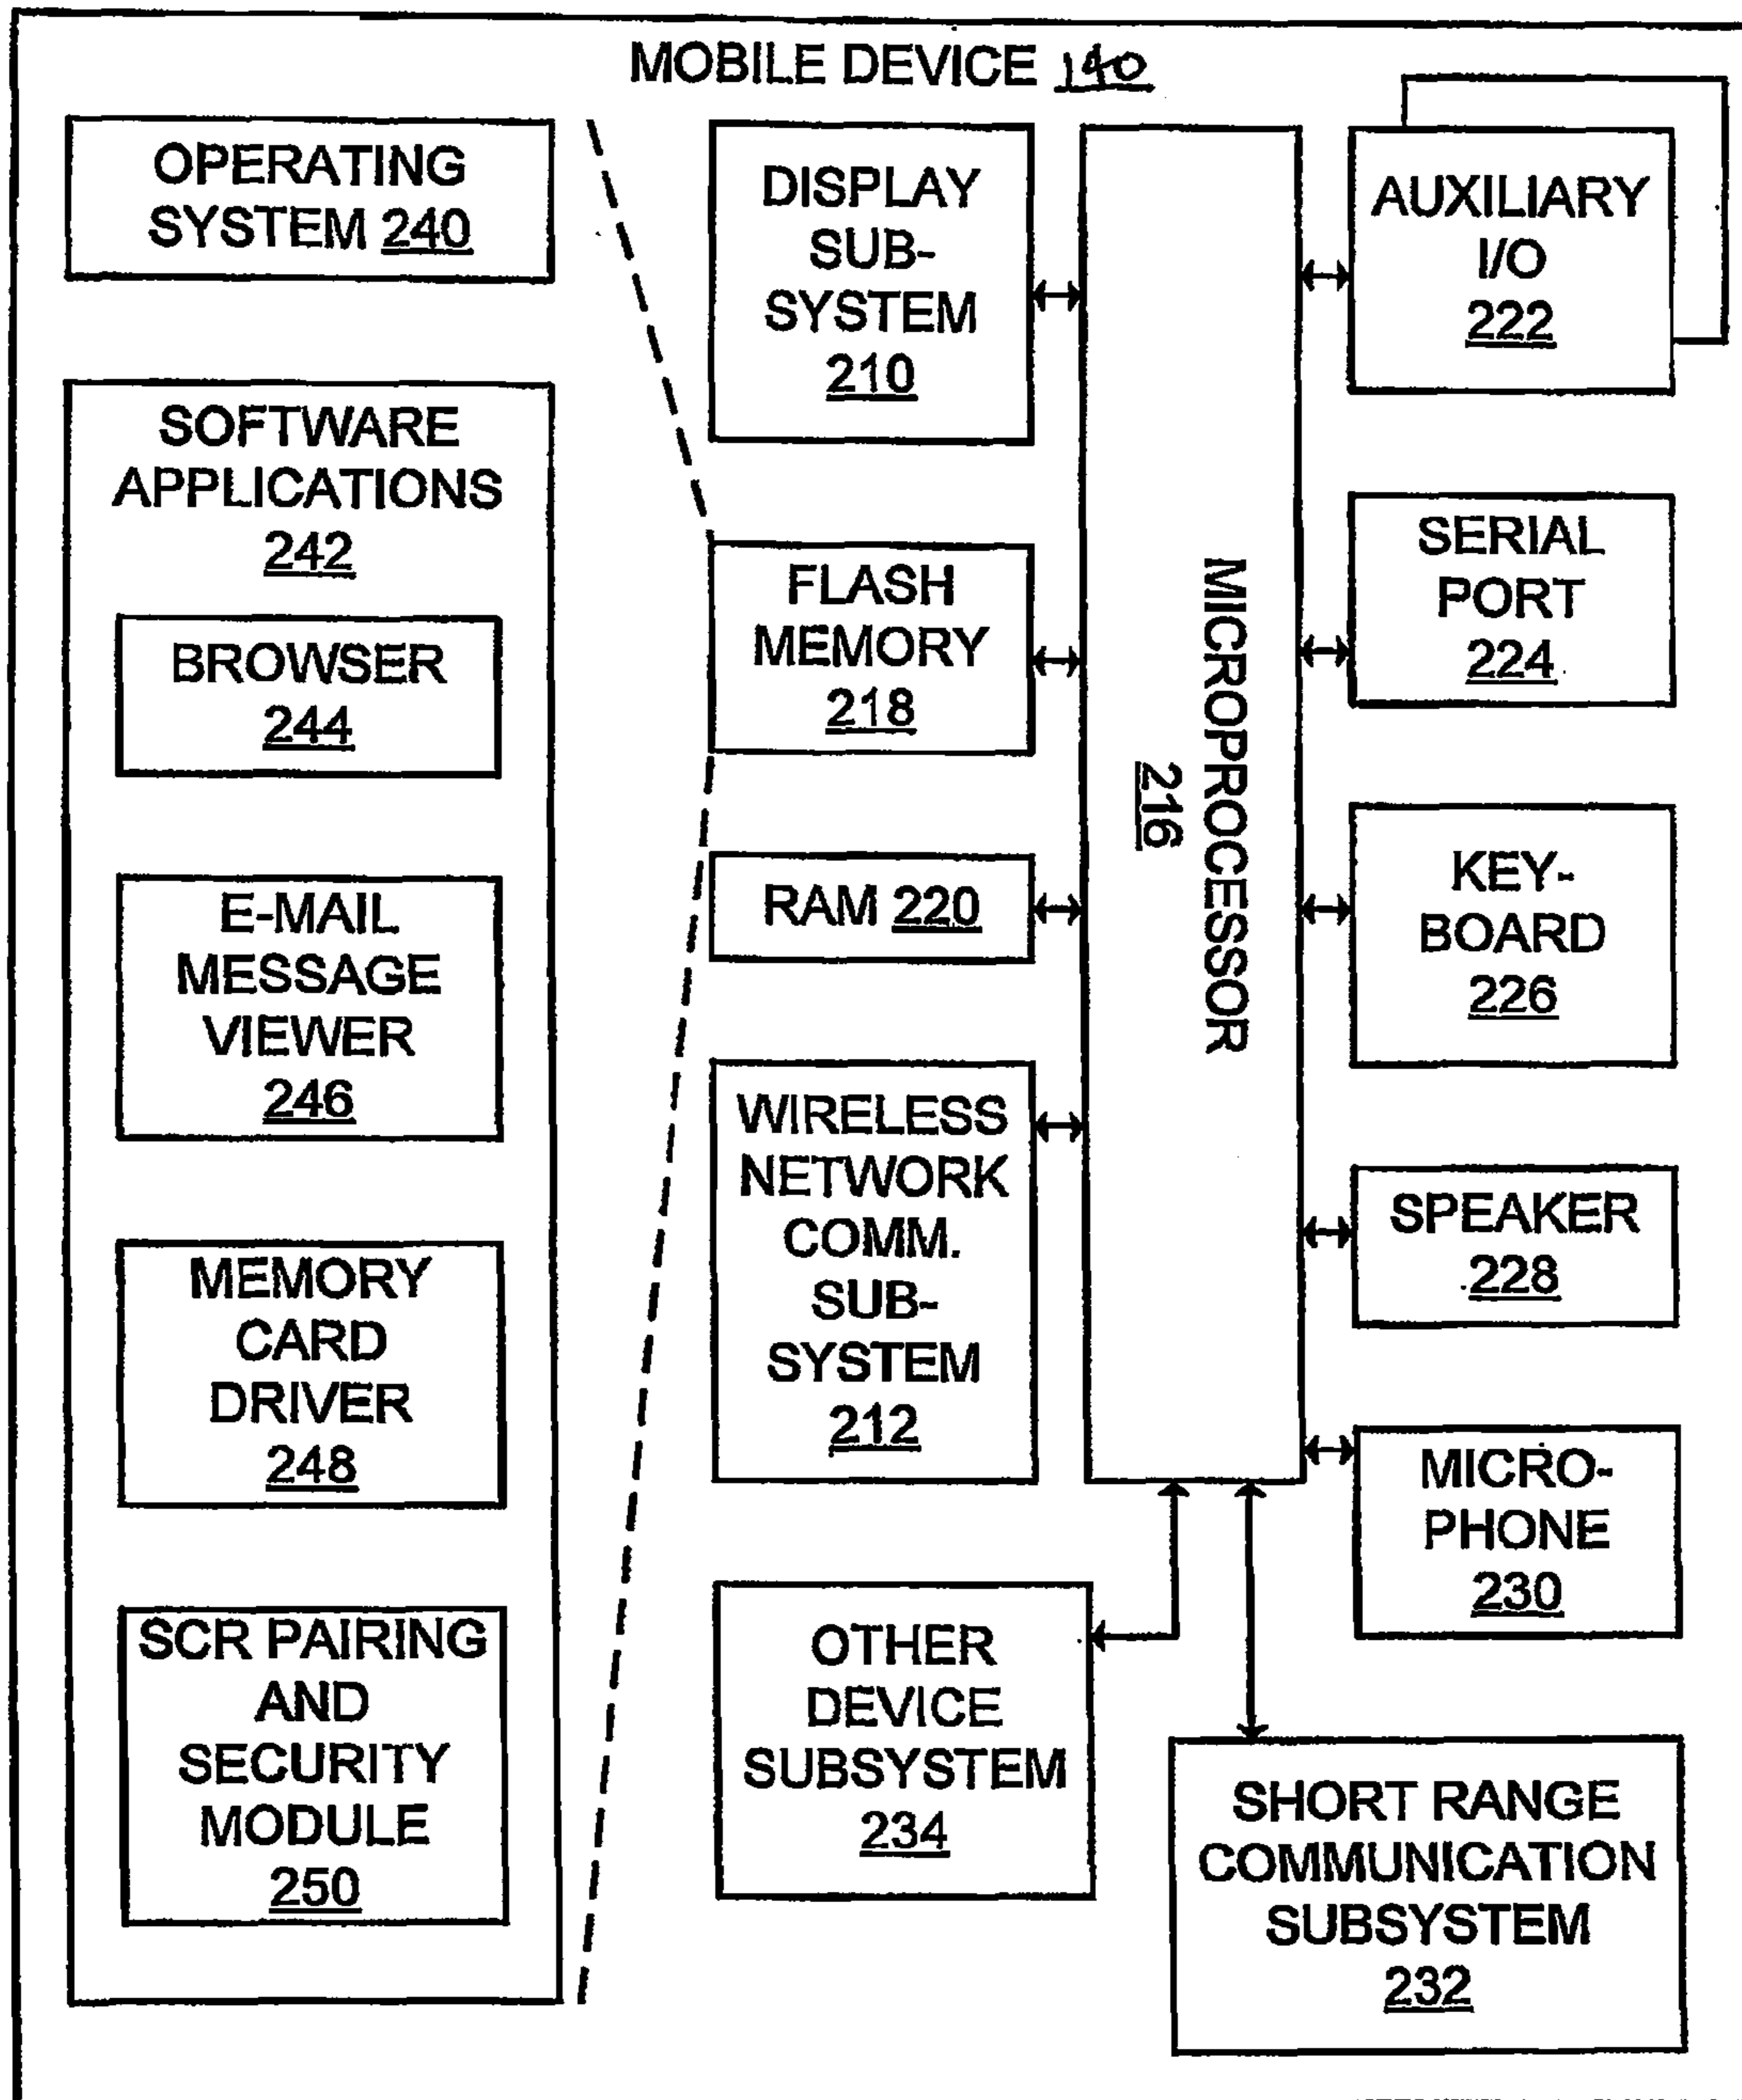 MOBILE DEVICE 140
OPERATING
SYSTEM 240
SOFTWARE
APPLICATIONS
242
BROWSER
244
E-MAIL
MESSAGE
VIEWER
246
MEMORY
CARD
DRIVER
248
SCR PAIRING
AND
SECURITY
MODULE
250
DISPLAY
SUB-
SYSTEM
210
FLASH
MEMORY
218
RAM 220
WIRELESS
NETWORK
COMM.
SUB-
SYSTEM
212
OTHER
DEVICE
SUBSYSTEM
234
MICROPROCESSOR
216
AUXILIARY
I/O
222
SERIAL
PORT
224
KEY-
BOARD
226
SPEAKER
228
MICRO-
PHONE
230
SHORT RANGE
COMMUNICATION
SUBSYSTEM
232